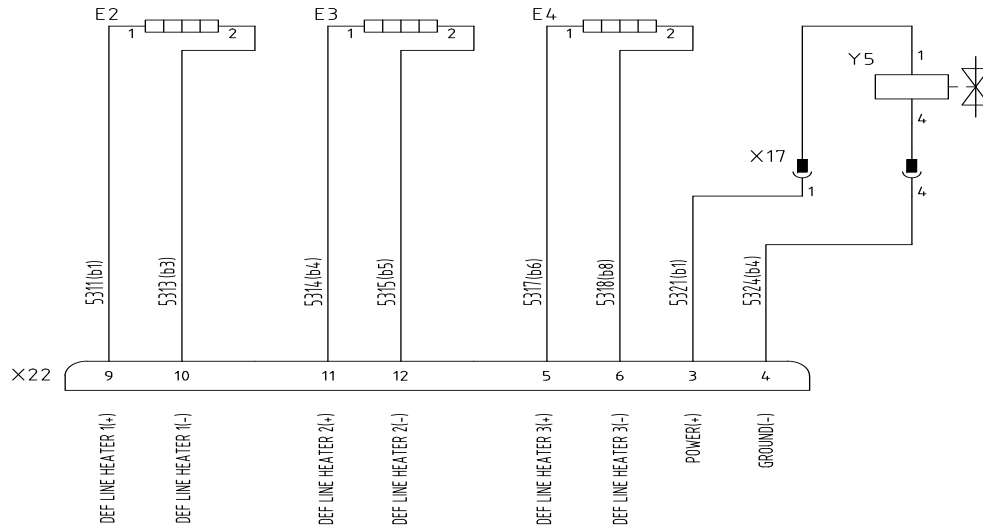 E2
E3
E4
1
2
1
2
1
2
Y5
1
4
X17
1
4
5311(b1)
5313(b3)
5314(b4)
5315(b5)
5317(b6)
5318(b8)
5321(b1)
5324(b4)
X22
9
10
11
12
5
6
3
4
DEF LINE HEATER 1(+)
DEF LINE HEATER 1(-)
DEF LINE HEATER 2(+)
DEF LINE HEATER 2(-)
DEF LINE HEATER 3(+)
DEF LINE HEATER 3(-)
POWER(+)
GROUND(-)